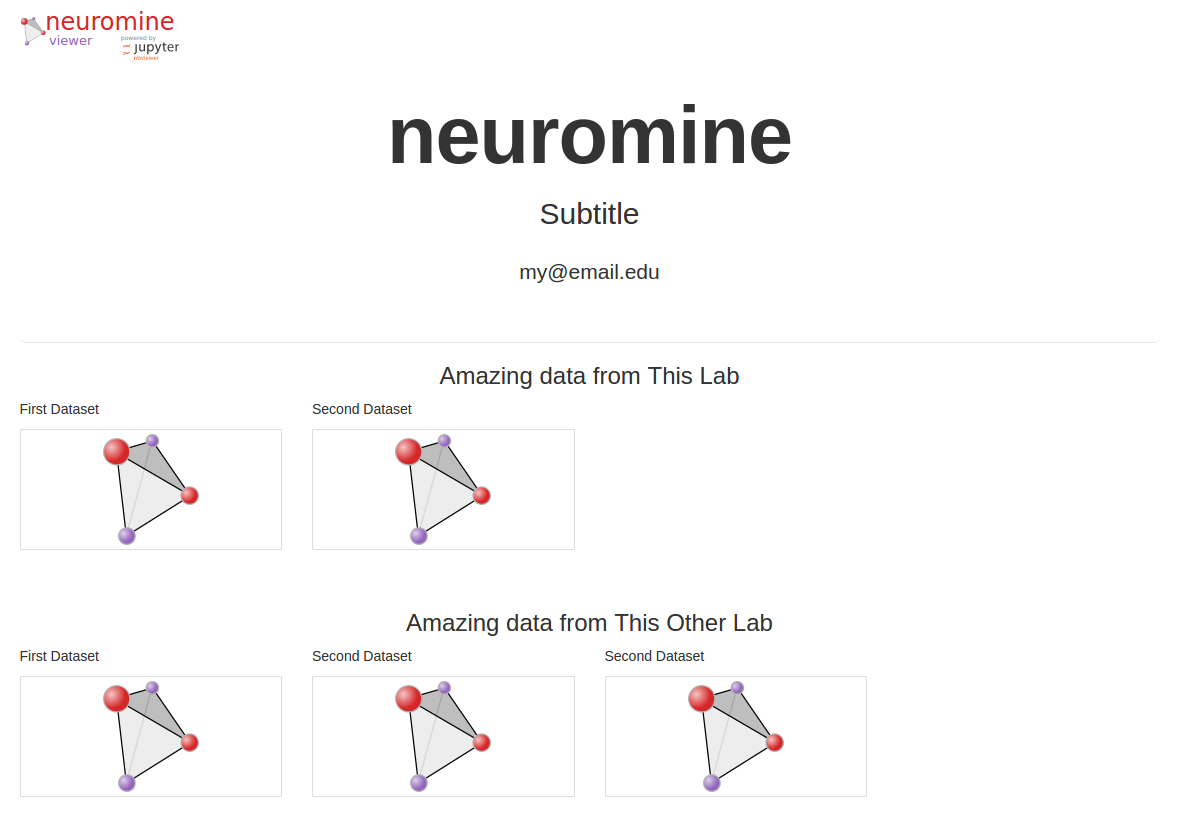 neuromine
viewer
powered by
jupyter
nbviewer
neuromine
Subtitle
my@email.edu
Amazing data from This Lab
First Dataset
Second Dataset
Amazing data from This Other Lab
First Dataset
Second Dataset
Second Dataset